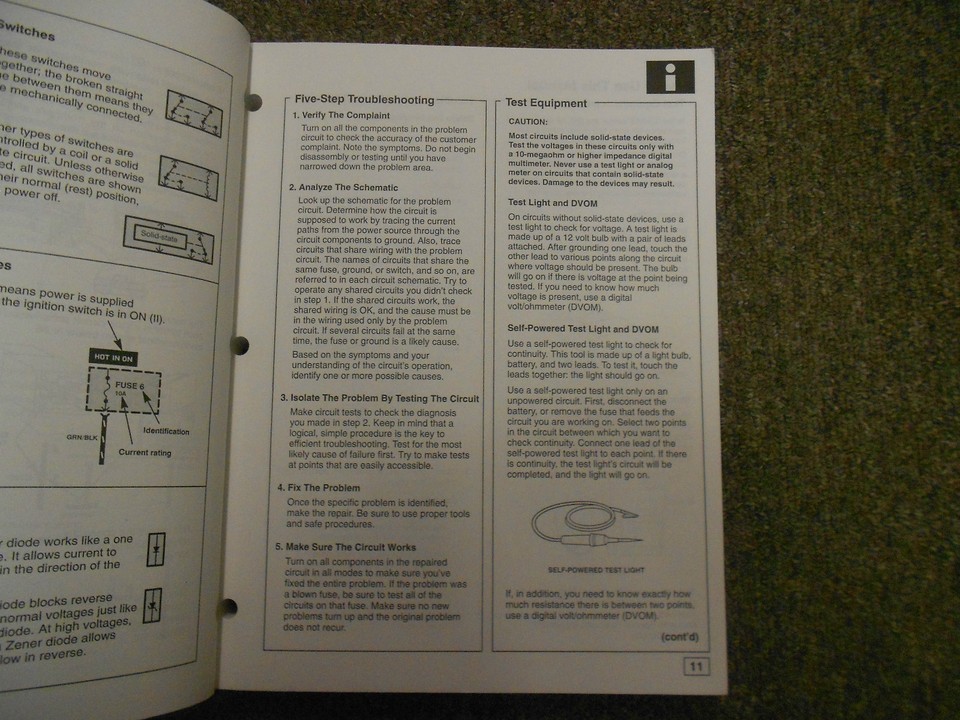 Switches
hese switches move
gether; the broken straight
e between them means they
e mechanically connected.
her types of switches are
ntrolled by a coil or a solid
te circuit. Unless otherwise
ed, all switches are shown
heir normal (rest) position,
power off.
Solid-state
es
means power is supplied
the ignition switch is in ON (II).
HOT IN ON
FUSE 6
10A
Identification
GRN/BLK
Current rating
r diode works like a one
e. It allows current to
in the direction of the
iode blocks reverse
normal voltages just like
diode. At high voltages,
Zener diode allows
low in reverse.
i
Five-Step Troubleshooting
1. Verify The Complaint
Turn on all the components in the problem
circuit to check the accuracy of the customer
complaint. Note the symptoms. Do not begin
disassembly or testing until you have
narrowed down the problem area.
2. Analyze The Schematic
Look up the schematic for the problem
circuit. Determine how the circuit is
supposed to work by tracing the current
paths from the power source through the
circuit components to ground. Also, trace
circuits that share wiring with the problem
circuit. The names of circuits that share the
same fuse, ground, or switch, and so on, are
referred to in each circuit schematic. Try to
operate any shared circuits you didn't check
in step 1. If the shared circuits work, the
shared wiring is OK, and the cause must be
in the wiring used only by the problem
circuit. If several circuits fail at the same
time, the fuse or ground is a likely cause.
Based on the symptoms and your
understanding of the circuit's operation,
identify one or more possible causes.
3. Isolate The Problem By Testing The Circuit
Make circuit tests to check the diagnosis
you made in step 2. Keep in mind that a
logical, simple procedure is the key to
efficient troubleshooting. Test for the most
likely cause of failure first. Try to make tests
at points that are easily accessible.
4. Fix The Problem
Once the specific problem is identified,
make the repair. Be sure to use proper tools
and safe procedures.
5. Make Sure The Circuit Works
Turn on all components in the repaired
circuit in all modes to make sure you've
fixed the entire problem. If the problem was
a blown fuse, be sure to test all of the
circuits on that fuse. Make sure no new
problems turn up and the original problem
does not recur.
Test Equipment
CAUTION:
Most circuits include solid-state devices.
Test the voltages in these circuits only with
a 10-megaohm or higher impedance digital
multimeter. Never use a test light or analog
meter on circuits that contain solid-state
devices. Damage to the devices may result.
Test Light and DVOM
On circuits without solid-state devices, use a
test light to check for voltage. A test light is
made up of a 12 volt bulb with a pair of leads
attached. After grounding one lead, touch the
other lead to various points along the circuit
where voltage should be present. The bulb
will go on if there is voltage at the point being
tested. If you need to know how much
voltage is present, use a digital
volt/ohmmeter (DVOM).
Self-Powered Test Light and DVOM
Use a self-powered test light to check for
continuity. This tool is made up of a light bulb,
battery, and two leads. To test it, touch the
leads together: the light should go on.
Use a self-powered test light only on an
unpowered circuit. First, disconnect the
battery, or remove the fuse that feeds the
circuit you are working on. Select two points
in the circuit between which you want to
check continuity. Connect one lead of the
self-powered test light to each point. If there
is continuity, the test light's circuit will be
completed, and the light will go on.
SELF-POWERED TEST LIGHT
If, in addition, you need to know exactly how
much resistance there is between two points,
use a digital volt/ohmmeter (DVOM).
(cont'd)
11